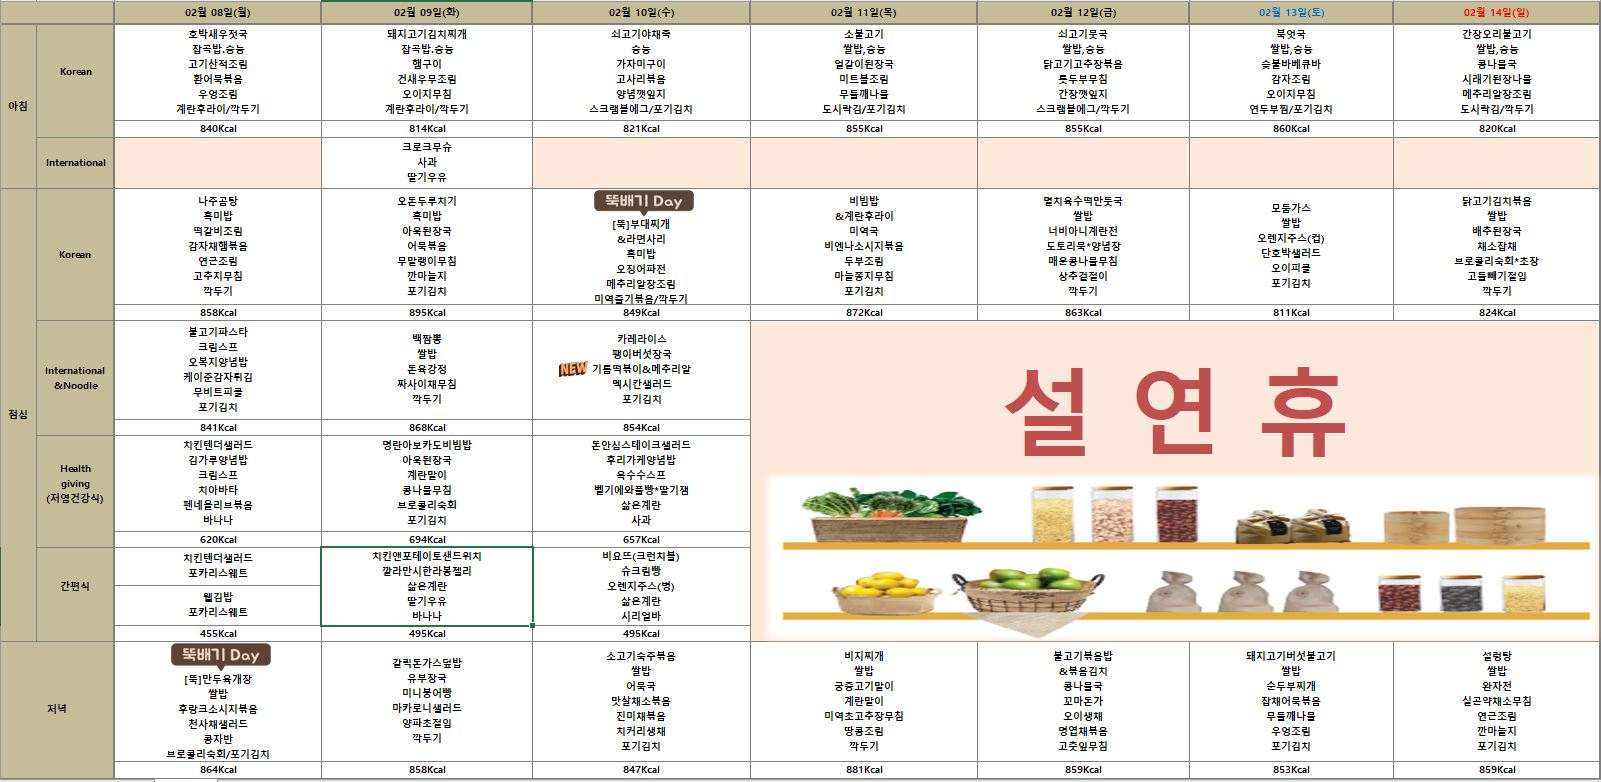 02월 08일(월) 02월 09일(화) 02월 10일(수) 02월 11일(목) 02월 12일(금) 02월 13일(토) 02월 14일(일)
아침
Korean
호박새우젓국
잡곡밥.숭능
고기산적조림
환어묵볶음
우엉조림
계란후라이/깍두기
840Kcal
돼지고기김치찌개
잡곡밥.숭능
햄구이
건새우무조림
오이지무침
계란후라이/깍두기
814Kcal
쇠고기야채죽
숭능
가자미구이
고사리볶음
양념깻잎지
스크램블에그/포기김치
821Kcal
소불고기
쌀밥,숭능
얼갈이된장국
미트볼조림
무들깨나물
도시락김/포기김치
855Kcal
쇠고기뭇국
쌀밥,숭능
닭고기고추장볶음
톳두부무침
간장깻잎지
스크램블에그/깍두기
855Kcal
북엇국
쌀밥,숭능
숯불바베큐바
감자조림
오이지무침
연두부찜/포기김치
860Kcal
간장오리불고기
쌀밥,숭능
콩나물국
시래기된장나물
메추리알장조림
도시락김/깍두기
820Kcal
International
크로크무슈
사과
딸기우유
점심
Korean
나주곰탕
흑미밥
떡갈비조림
감자채햄볶음
연근조림
고추지무침
깍두기
858Kcal
오돈두루치기
흑미밥
아욱된장국
어묵볶음
무말랭이무침
깐마늘지
포기김치
895Kcal
뚝배기 Day
[뚝]부대찌개
&라면사리
흑미밥
오징어파전
메추리알장조림
미역줄기볶음/깍두기
849Kcal
비빔밥
&계란후라이
미역국
비엔나소시지볶음
두부조림
마늘쫑지무침
포기김치
872Kcal
멸치육수떡만둣국
쌀밥
너비아니계란전
도토리묵*양념장
매운콩나물무침
상추겉절이
깍두기
863Kcal
모둠가스
쌀밥
오렌지주스(컵)
단호박샐러드
오이피클
포기김치
811Kcal
닭고기김치볶음
쌀밥
배추된장국
채소잡채
브로콜리숙회*초장
고들빼기절임
깍두기
824Kcal
International
&Noodle
불고기파스타
크림스프
오복지양념밥
케이준감자튀김
무비트피클
포기김치
841Kcal
백짬뽕
쌀밥
돈육강정
짜사이채무침
깍두기
868Kcal
카레라이스
팽이버섯장국
NEW 기름떡볶이&메추리알
멕시칸샐러드
포기김치
854Kcal
설 연 휴
Health
giving
(저염건강식)
치킨텐더샐러드
김가루양념밥
크림스프
치아바타
펜네올리브볶음
바나나
620Kcal
명란아보카도비빔밥
아욱된장국
계란말이
콩나물무침
브로콜리숙회
포기김치
694Kcal
돈안심스테이크샐러드
후리가케양념밥
옥수수스프
벨기에와플빵*딸기잼
삶은계란
사과
657Kcal
간편식
치킨텐더샐러드
포카리스웨트
웰김밥
포카리스웨트
455Kcal
치킨앤포테이토샌드위치
깔라만시한라봉젤리
삶은계란
딸기우유
바나나
495Kcal
비요뜨(크런치볼)
슈크림빵
오렌지주스(병)
삶은계란
시리얼바
495Kcal
저녁
뚝배기 Day
[뚝]만두육개장
쌀밥
후랑크소시지볶음
천사채샐러드
콩자반
브로콜리숙회/포기김치
864Kcal
갈릭돈가스덮밥
유부장국
미니붕어빵
마카로니샐러드
양파초절임
깍두기
858Kcal
소고기숙주볶음
쌀밥
어묵국
맛살채소볶음
진미채볶음
치커리생채
포기김치
847Kcal
비지찌개
쌀밥
궁중고기말이
계란말이
미역초고추장무침
땅콩조림
깍두기
881Kcal
불고기볶음밥
&볶음김치
콩나물국
꼬마돈가
오이생채
명엽채볶음
고춧잎무침
859Kcal
돼지고기버섯불고기
쌀밥
순두부찌개
잡채어묵볶음
무들깨나물
우엉조림
포기김치
853Kcal
설렁탕
쌀밥
완자전
실곤약채소무침
연근조림
깐마늘지
포기김치
859Kcal